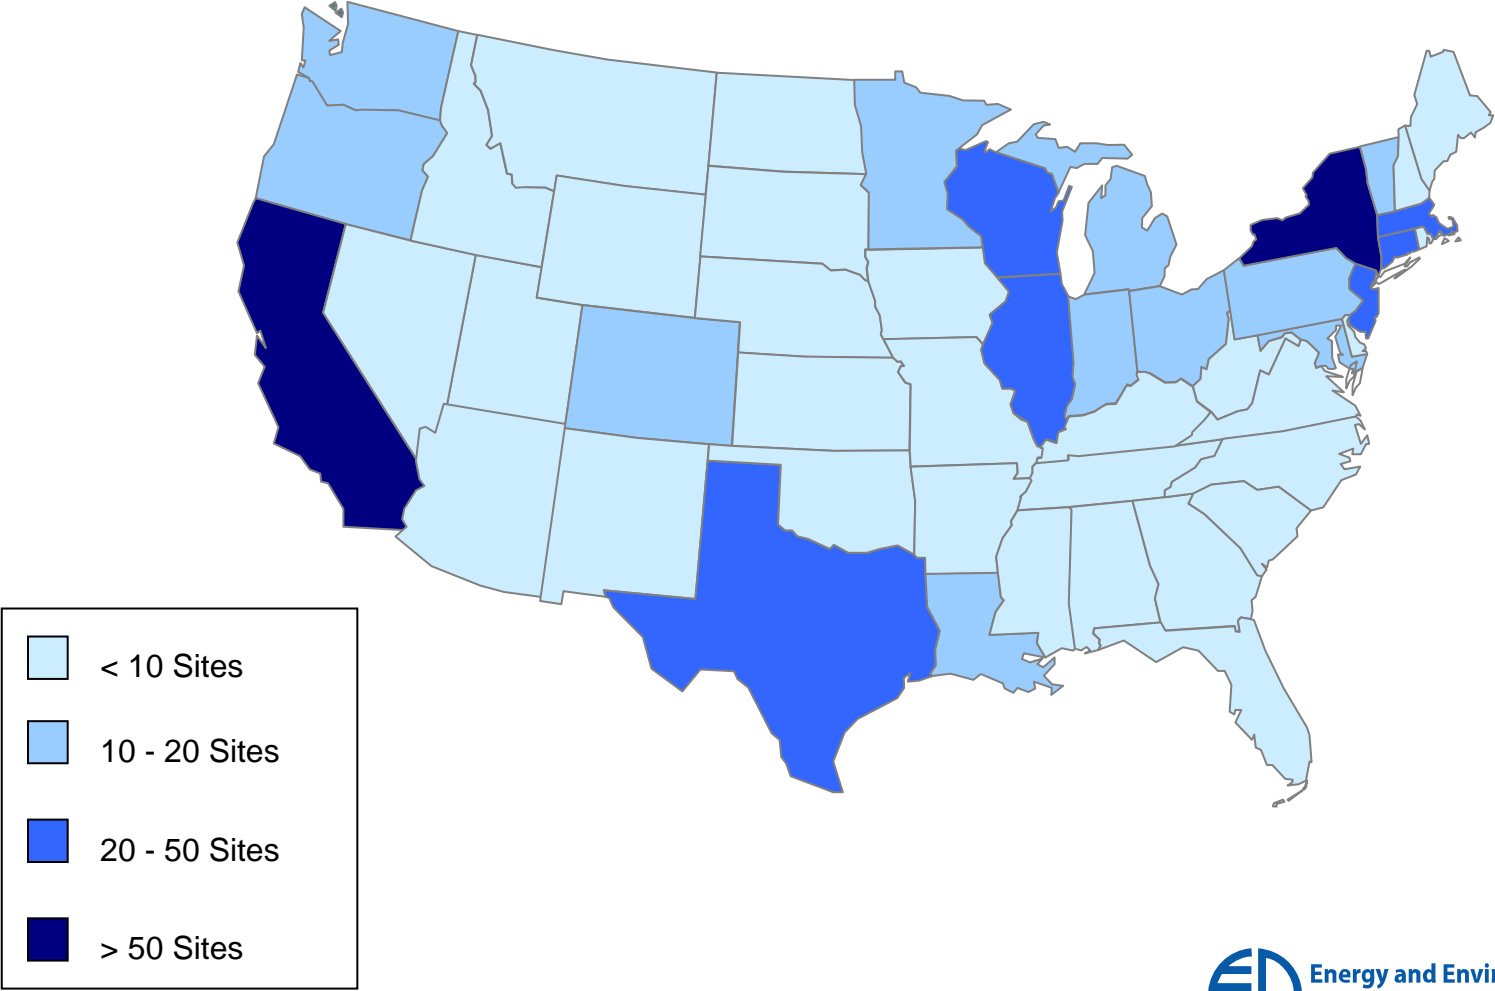 < 10 Sites
10 - 20 Sites
20 - 50 Sites
> 50 Sites
Energy and Envi